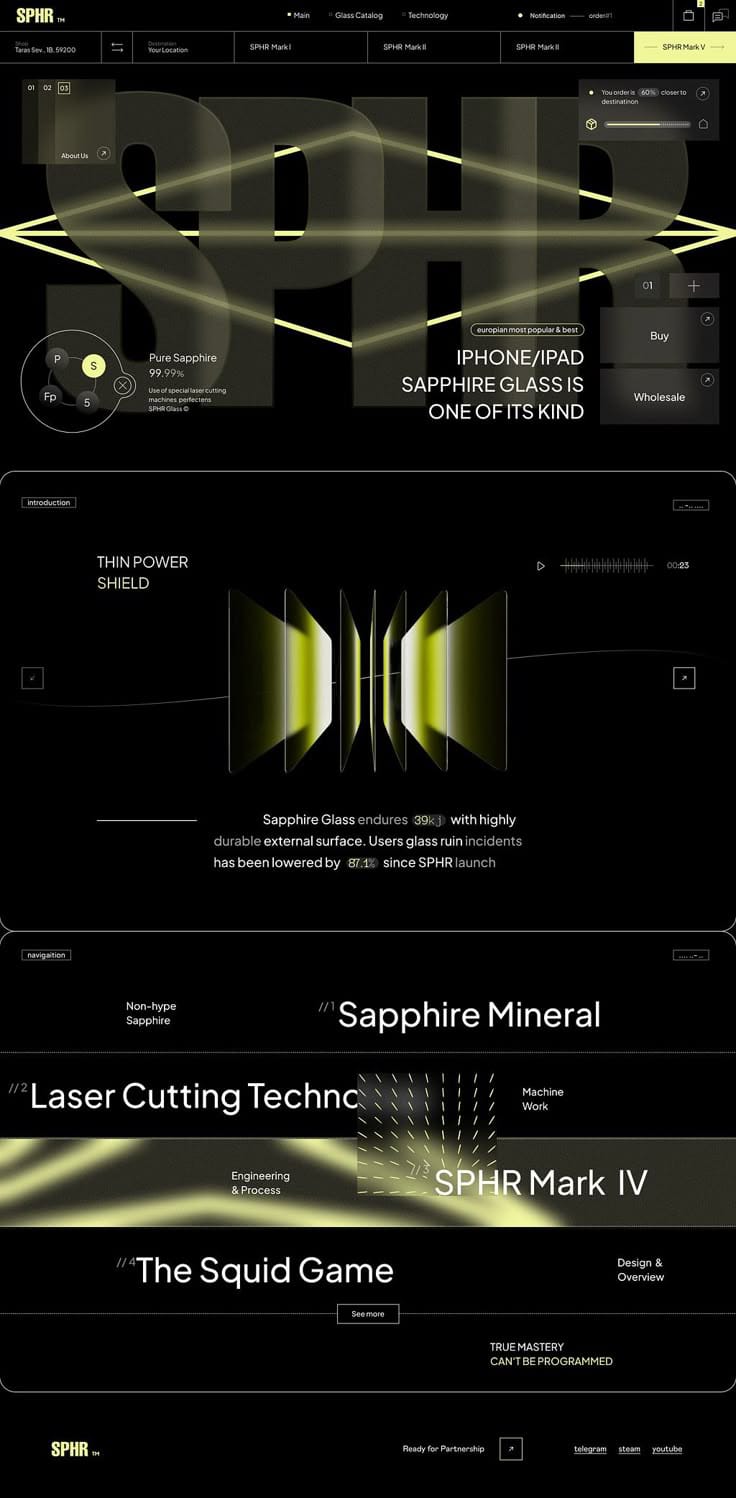 SPHR TM
Main
Glass Catalog
Technology
Notification
order#1
2
Shop
Taras Sev., 1B, 59200
Destination
Your Location
SPHR Mark I
SPHR Mark II
SPHR Mark II
SPHR Mark V
SPHR
01 02 03
About Us
You order is 60% closer to
destinatinon
01
europian most popular & best
IPHONE/IPAD
SAPPHIRE GLASS IS
ONE OF ITS KIND
Buy
Wholesale
P
S
Fp
5
Pure Sapphire
99.99%
Use of special laser cutting
machines perfectens
SPHR Glass ©
introduction
THIN POWER
SHIELD
00:23
Sapphire Glass endures 39kj with highly
durable external surface. Users glass ruin incidents
has been lowered by 87.1% since SPHR launch
navigaition
Non-hype
Sapphire
//1 Sapphire Mineral
//2 Laser Cutting Techno
Machine
Work
Engineering
& Process
//3 SPHR Mark IV
//4 The Squid Game
Design &
Overview
See more
TRUE MASTERY
CAN'T BE PROGRAMMED
SPHR TM
Ready for Partnership
telegram steam youtube